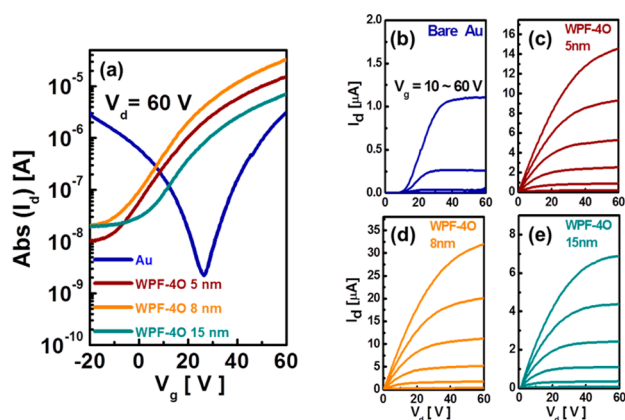 (a)
V_d = 60 V
Abs (I_d) [A]
10^-5
10^-6
10^-7
10^-8
10^-9
10^-10
Au
WPF-4O 5 nm
WPF-4O 8 nm
WPF-4O 15 nm
-20 0 20 40 60
V_g [ V ]
(b)
Bare Au
V_g = 10 ~ 60 V
I_d [μA]
2.0
1.5
1.0
0.5
0.0
0 20 40 60
(c)
WPF-4O
5nm
16
14
12
10
8
6
4
2
0
0 20 40 60
(d)
WPF-4O
8nm
I_d [μA]
35
30
25
20
15
10
5
0
0 20 40 60
V_d [ V ]
(e)
WPF-4O
15nm
8
6
4
2
0
0 20 40 60
V_d [ V ]